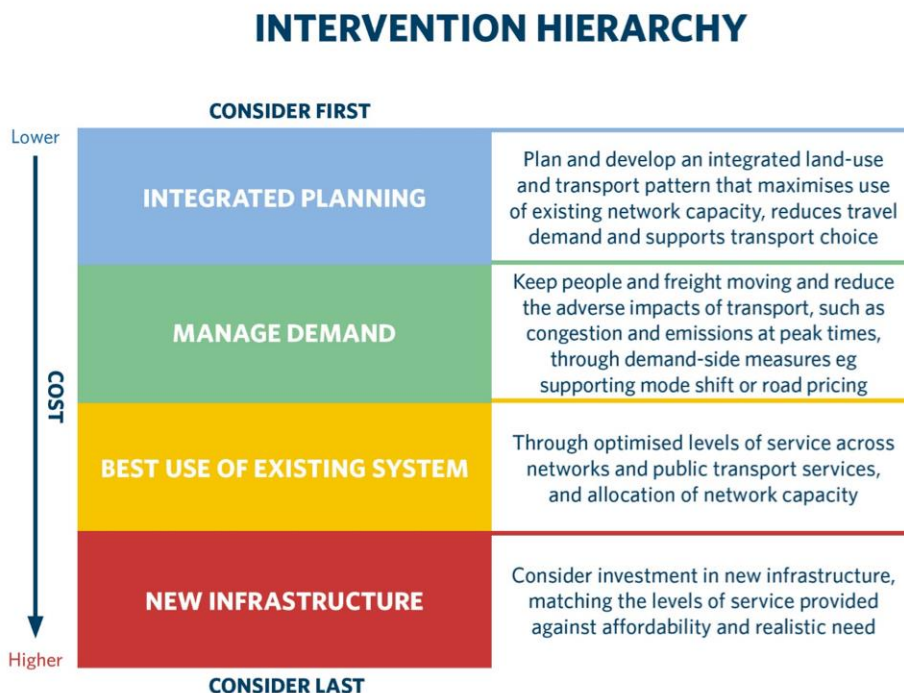 INTERVENTION HIERARCHY
CONSIDER FIRST
Lower
COST
Higher
INTEGRATED PLANNING
Plan and develop an integrated land-use
and transport pattern that maximises use
of existing network capacity, reduces travel
demand and supports transport choice
MANAGE DEMAND
Keep people and freight moving and reduce
the adverse impacts of transport, such as
congestion and emissions at peak times,
through demand-side measures eg
supporting mode shift or road pricing
BEST USE OF EXISTING SYSTEM
Through optimised levels of service across
networks and public transport services,
and allocation of network capacity
NEW INFRASTRUCTURE
Consider investment in new infrastructure,
matching the levels of service provided
against affordability and realistic need
CONSIDER LAST